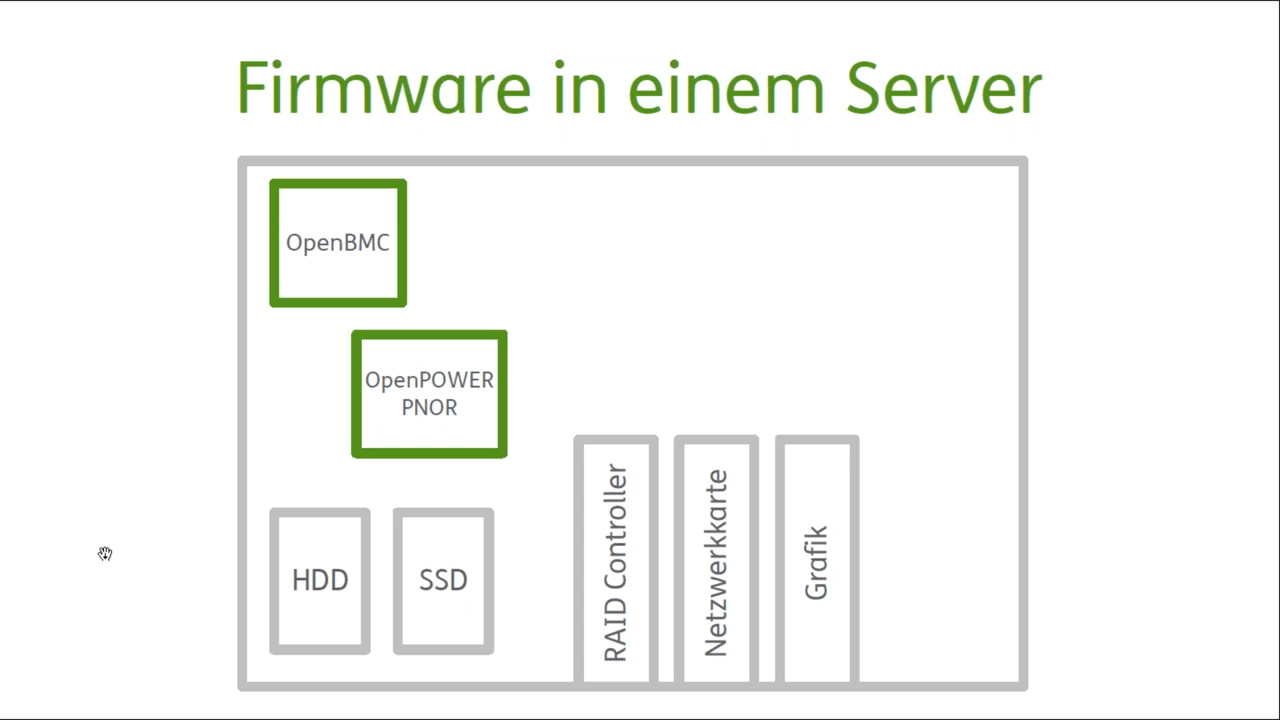 Firmware in einem Server
OpenBMC
OpenPOWER
PNOR
HDD
SSD
RAID Controller
Netzwerkkarte
Grafik